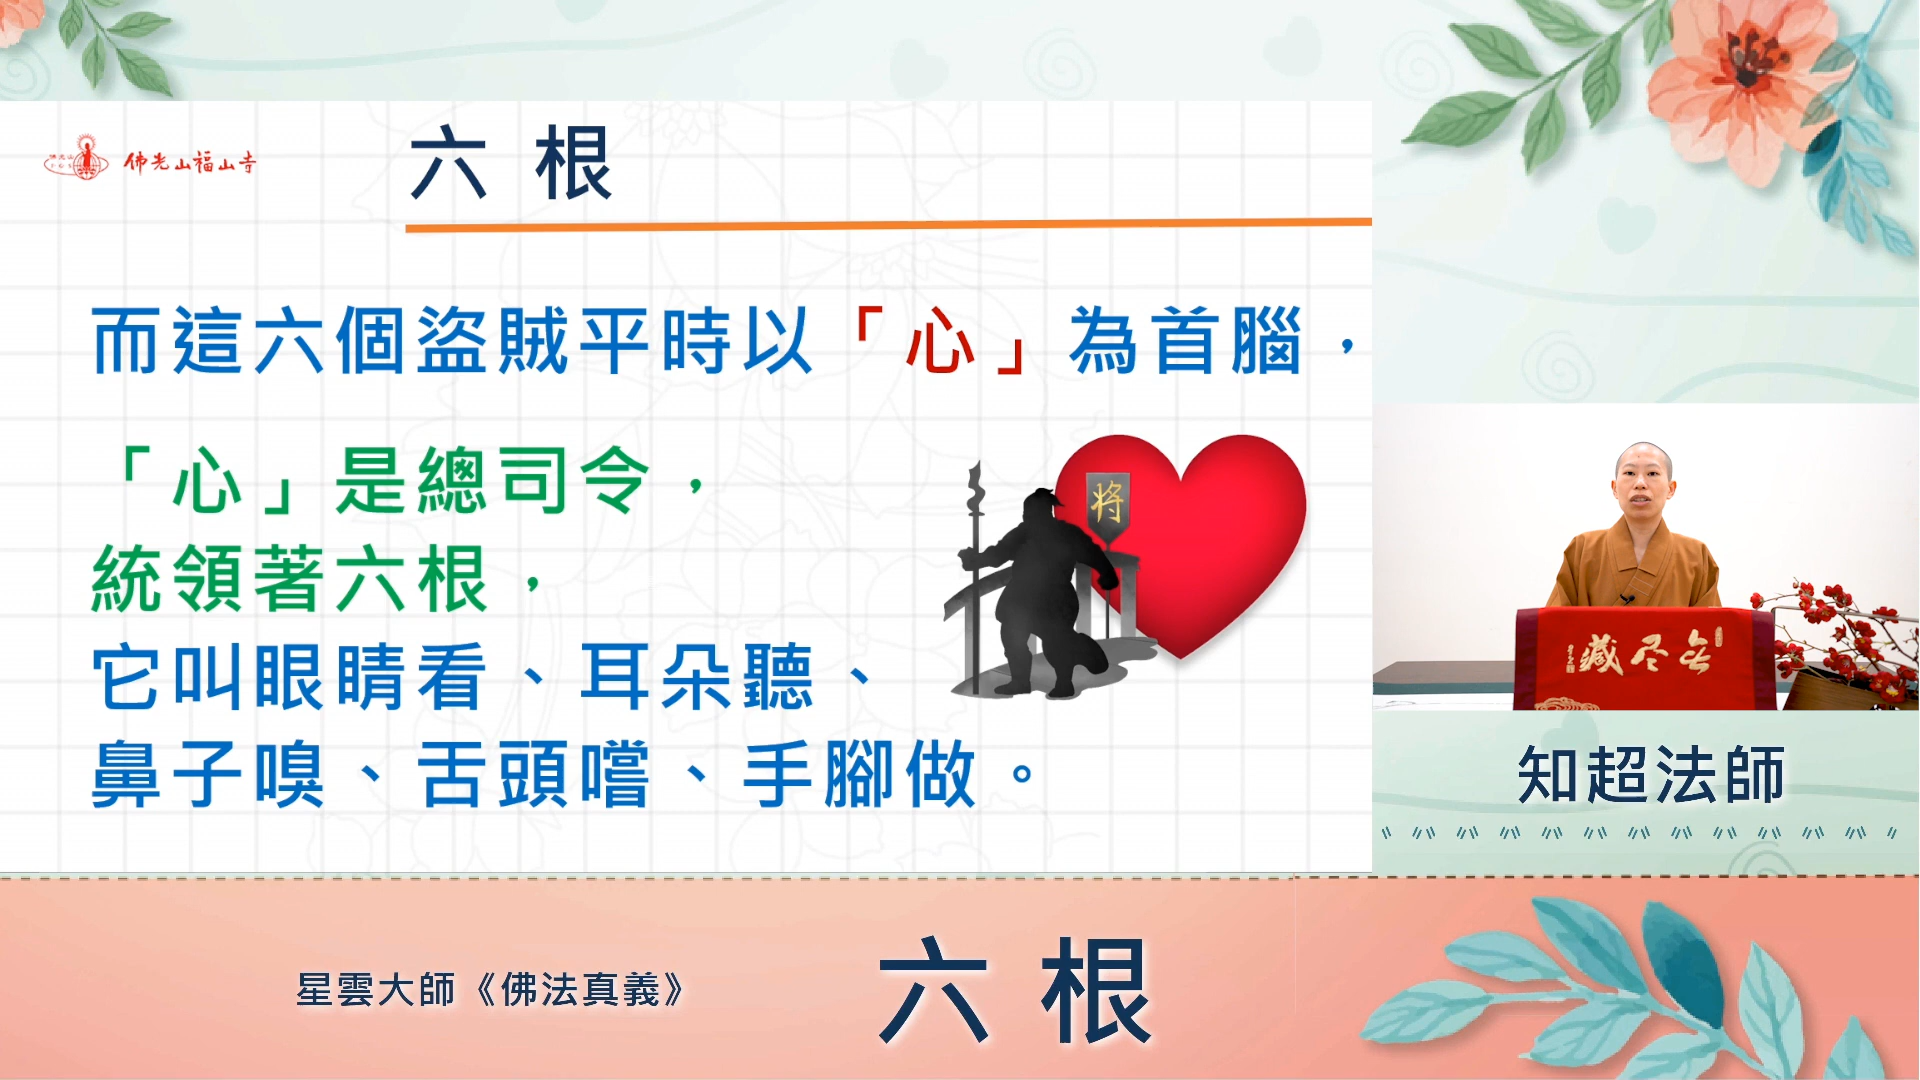 佛光山福山寺
六根
而這六個盜賊平時以「心」為首腦，
「心」是總司令，
統領著六根，
它叫眼睛看、耳朵聽、
鼻子嗅、舌頭嚐、手腳做。
將
知超法師
星雲大師《佛法真義》
六根